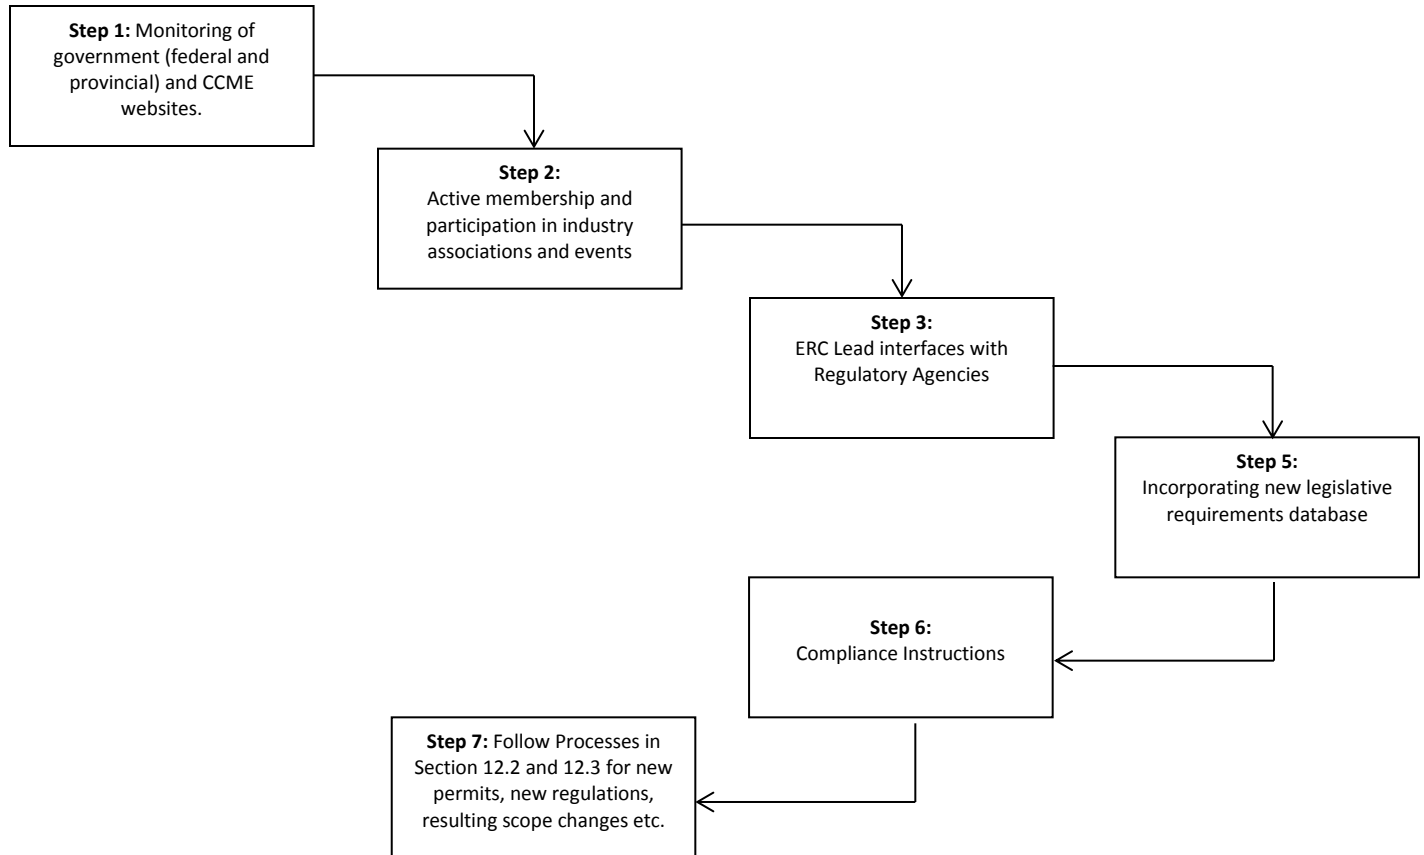 Step 1: Monitoring of
government (federal and
provincial) and CCME
websites.
Step 2:
Active membership and
participation in industry
associations and events
Step 3:
ERC Lead interfaces with
Regulatory Agencies
Step 5:
Incorporating new legislative
requirements database
Step 6:
Compliance Instructions
Step 7: Follow Processes in
Section 12.2 and 12.3 for new
permits, new regulations,
resulting scope changes etc.